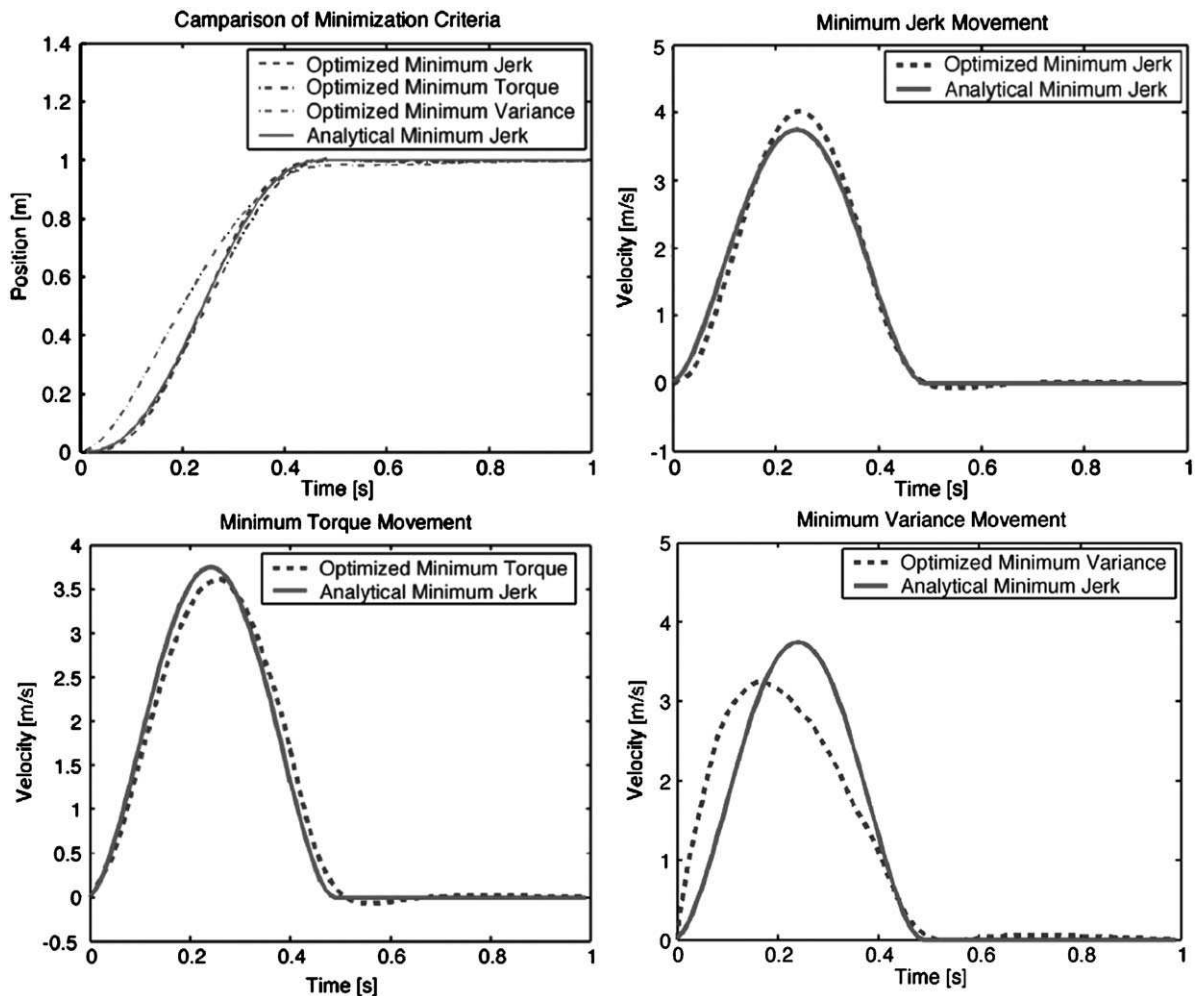 Camparison of Minimization Criteria
1.4
1.2
1
0.8
0.6
0.4
0.2
0
Position [m]
Optimized Minimum Jerk
Optimized Minimum Torque
Optimized Minimum Variance
Analytical Minimum Jerk
0
0.2
0.4
0.6
0.8
1
Time [s]
Minimum Jerk Movement
5
4
3
2
1
0
-1
Velocity [m/s]
Optimized Minimum Jerk
Analytical Minimum Jerk
0
0.2
0.4
0.6
0.8
1
Time [s]
Minimum Torque Movement
4
3.5
3
2.5
2
1.5
1
0.5
0
-0.5
Velocity [m/s]
Optimized Minimum Torque
Analytical Minimum Jerk
0
0.2
0.4
0.6
0.8
1
Time [s]
Minimum Variance Movement
5
4
3
2
1
0
Velocity [m/s]
Optimized Minimum Variance
Analytical Minimum Jerk
0
0.2
0.4
0.6
0.8
1
Time [s]